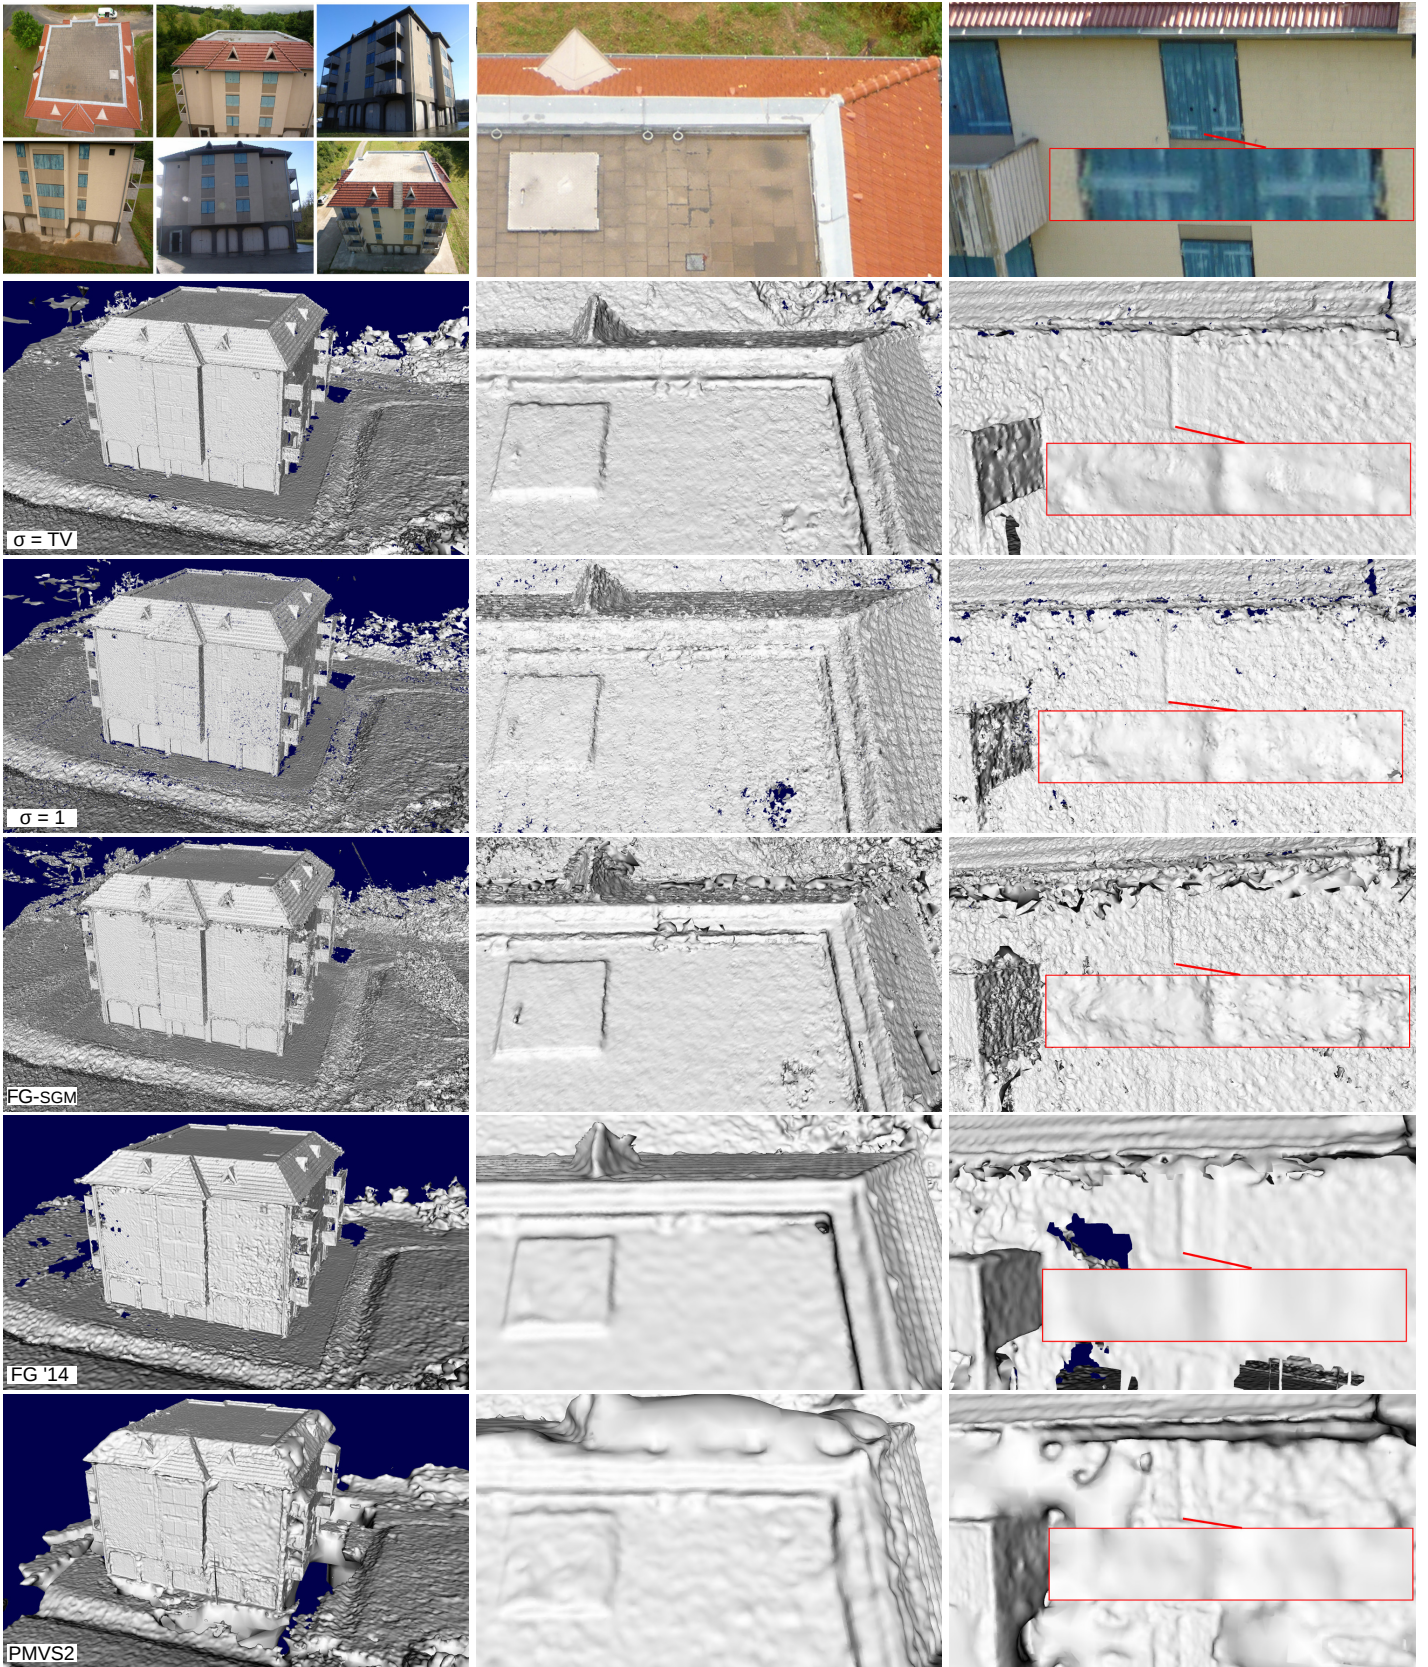 σ = TV
σ = 1
FG-SGM
FG '14
PMVS2